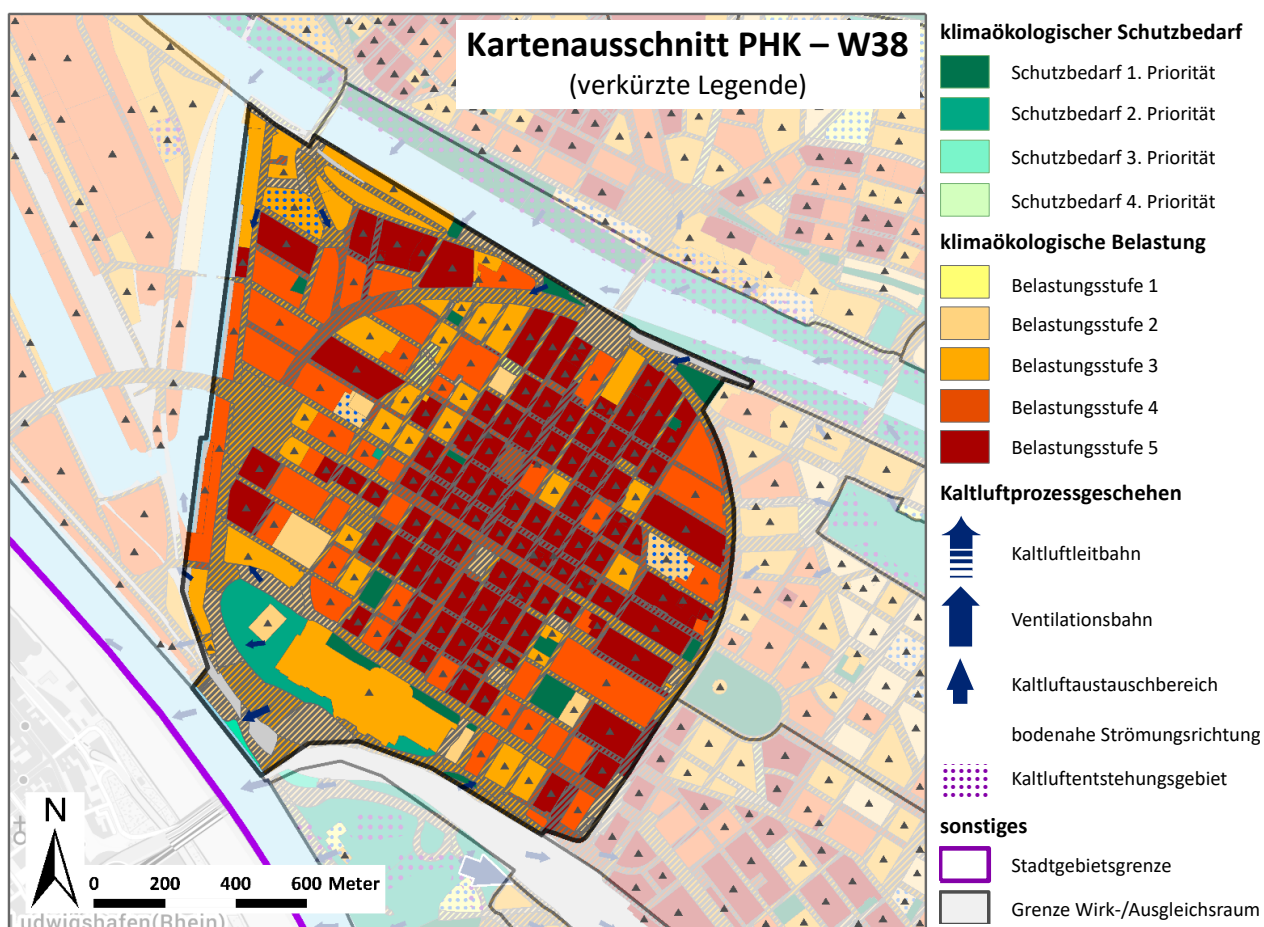 Kartenausschnitt PHK – W38
(verkürzte Legende)
klimaökologischer Schutzbedarf
Schutzbedarf 1. Priorität
Schutzbedarf 2. Priorität
Schutzbedarf 3. Priorität
Schutzbedarf 4. Priorität
klimaökologische Belastung
Belastungsstufe 1
Belastungsstufe 2
Belastungsstufe 3
Belastungsstufe 4
Belastungsstufe 5
Kaltluftprozessgeschehen
Kaltluftleitbahn
Ventilationsbahn
Kaltluftaustauschbereich
bodenahe Strömungsrichtung
Kaltluftentstehungsgebiet
sonstiges
Stadtgebietsgrenze
Grenze Wirk-/Ausgleichsraum
N
0 200 400 600 Meter
Ludwigshafen(Rhein)